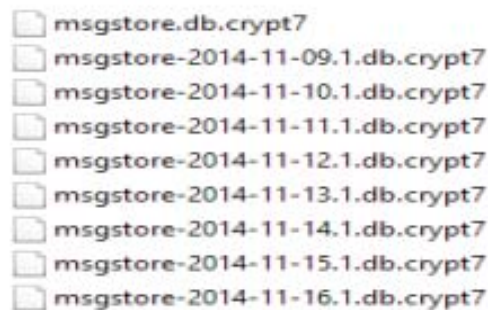 msgstore.db.crypt7
msgstore-2014-11-09.1.db.crypt7
msgstore-2014-11-10.1.db.crypt7
msgstore-2014-11-11.1.db.crypt7
msgstore-2014-11-12.1.db.crypt7
msgstore-2014-11-13.1.db.crypt7
msgstore-2014-11-14.1.db.crypt7
msgstore-2014-11-15.1.db.crypt7
msgstore-2014-11-16.1.db.crypt7